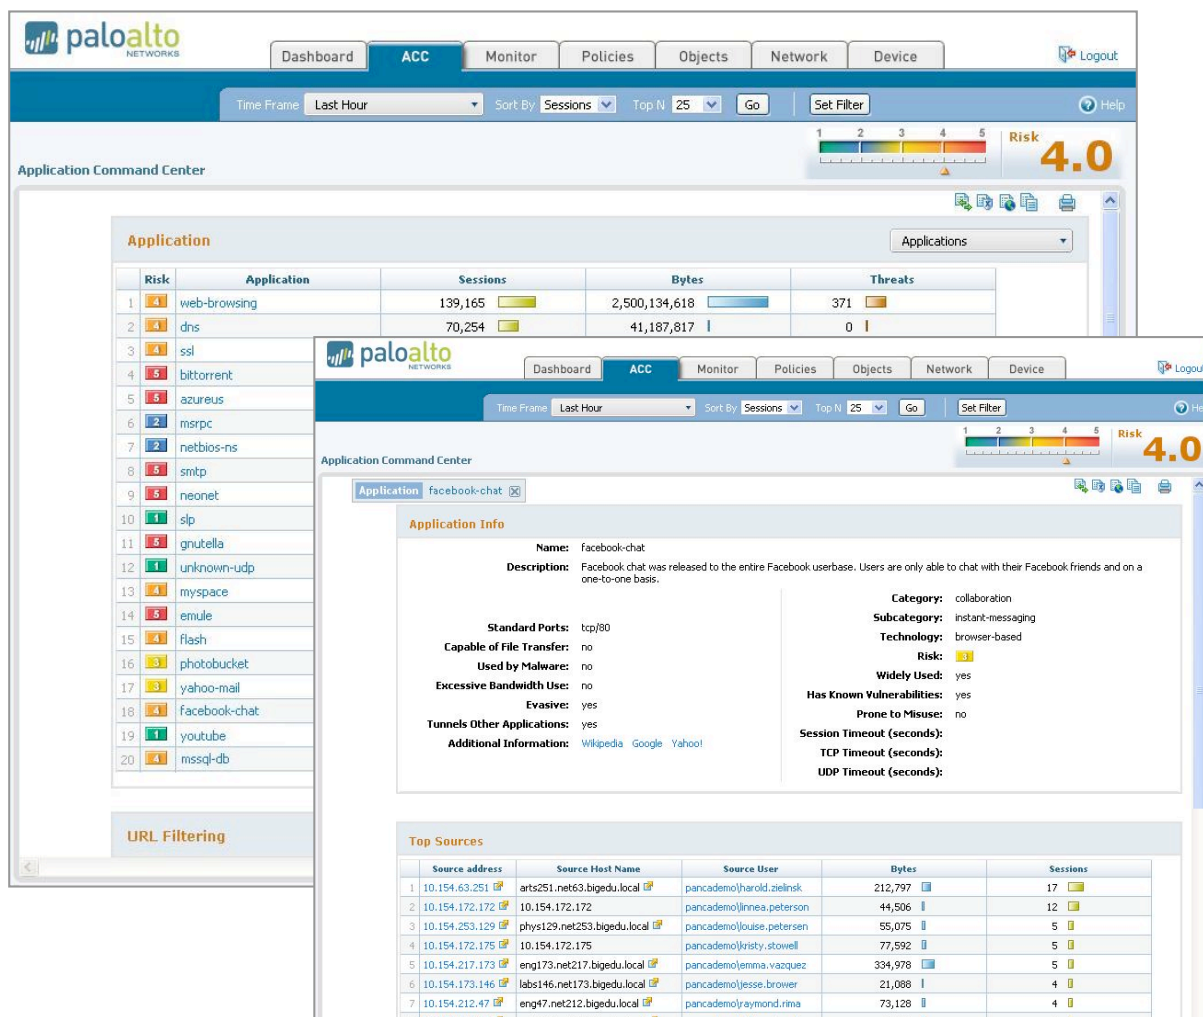 paloalto
NETWORKS
Dashboard ACC Monitor Policies Objects Network Device Logout
Time Frame Last Hour Sort By Sessions Top N 25 Go Set Filter Help
1 2 3 4 5 Risk 4.0
Application Command Center
Application Applications
Risk Application Sessions Bytes Threats
1 4 web-browsing 139,165 2,500,134,618 371
2 4 dns 70,254 41,187,817 0
3 4 ssl
4 5 bittorrent
5 5 azureus
6 2 msrpc
7 2 netbios-ns
8 5 smtp
9 5 neonet
10 1 slp
11 5 gnutella
12 1 unknown-udp
13 4 myspace
14 5 emule
15 4 flash
16 3 photobucket
17 3 yahoo-mail
18 4 facebook-chat
19 1 youtube
20 4 mssql-db
URL Filtering
paloalto
NETWORKS
Dashboard ACC Monitor Policies Objects Network Device Logout
Time Frame Last Hour Sort By Sessions Top N 25 Go Set Filter He
1 2 3 4 5 Risk 4.0
Application Command Center
Application facebook-chat
Application Info
Name: facebook-chat
Description: Facebook chat was released to the entire Facebook userbase. Users are only able to chat with their Facebook friends and on a
one-to-one basis.
Standard Ports: tcp/80
Capable of File Transfer: no
Used by Malware: no
Excessive Bandwidth Use: no
Evasive: yes
Tunnels Other Applications: yes
Additional Information: Wikipedia Google Yahoo!
Category: collaboration
Subcategory: instant-messaging
Technology: browser-based
Risk: 3
Widely Used: yes
Has Known Vulnerabilities: yes
Prone to Misuse: no
Session Timeout (seconds):
TCP Timeout (seconds):
UDP Timeout (seconds):
Top Sources
Source address Source Host Name Source User Bytes Sessions
1 10.154.63.251 arts251.net63.bigedu.local pancademo\harold.zielinsk 212,797 17
2 10.154.172.172 10.154.172.172 pancademo\linnea.peterson 44,506 12
3 10.154.253.129 phys129.net253.bigedu.local pancademo\louise.petersen 55,075 5
4 10.154.172.175 10.154.172.175 pancademo\kristy.stowell 77,592 5
5 10.154.217.173 eng173.net217.bigedu.local pancademo\emma.vazquez 334,978 5
6 10.154.173.146 labs146.net173.bigedu.local pancademo\jesse.brower 21,088 4
7 10.154.212.47 eng47.net212.bigedu.local pancademo\raymond.rima 73,128 4